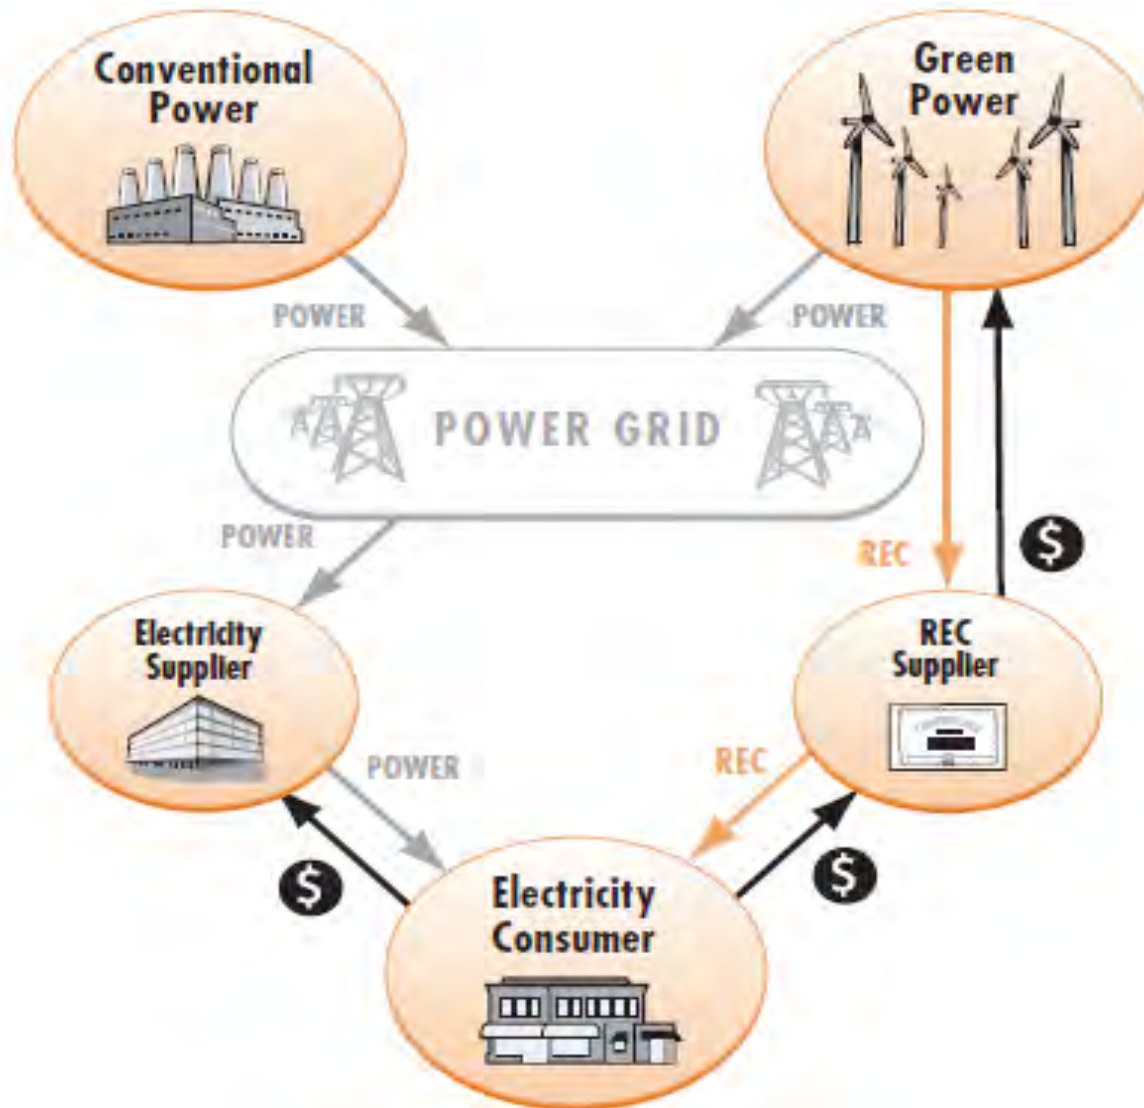 Conventional
Power
Green
Power
POWER
POWER
POWER GRID
POWER
REC
$
Electricity
Supplier
REC
Supplier
POWER
REC
$
$
Electricity
Consumer